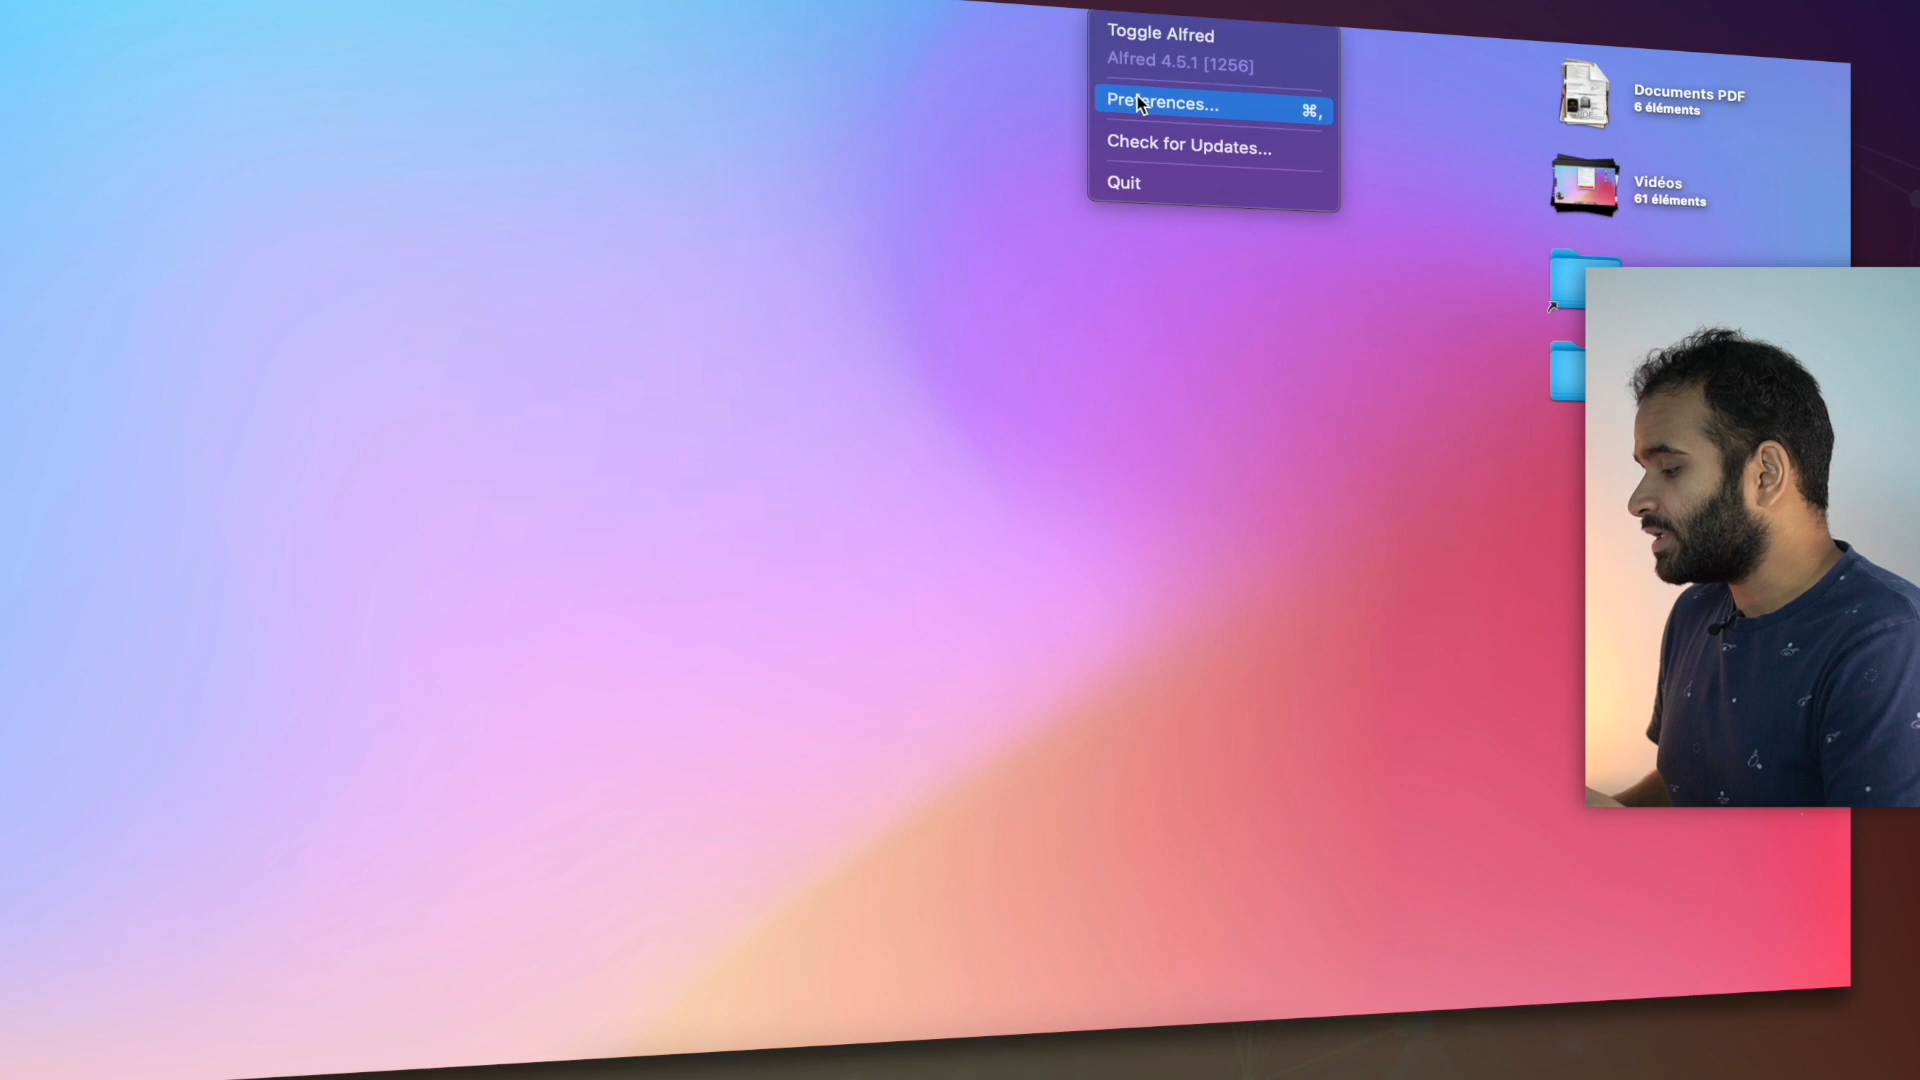 Toggle Alfred
Alfred 4.5.1 [1256]
Preferences... ⌘,
Check for Updates...
Quit
Documents PDF
6 éléments
Vidéos
61 éléments